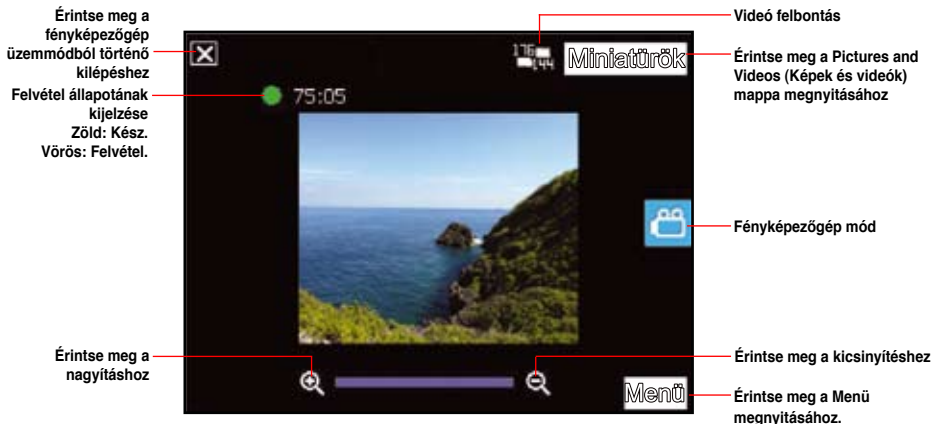 Érintse meg a
fényképezőgép
üzemmódból történő
kilépéshez
Felvétel állapotának
kijelzése
Zöld: Kész.
Vörös: Felvétel.
Érintse meg a
nagyításhoz
176
144
Miniatűrök
75:05
Menü
Videó felbontás
Érintse meg a Pictures and
Videos (Képek és videók)
mappa megnyitásához
Fényképezőgép mód
Érintse meg a kicsinyítéshez
Érintse meg a Menü
megnyitásához.